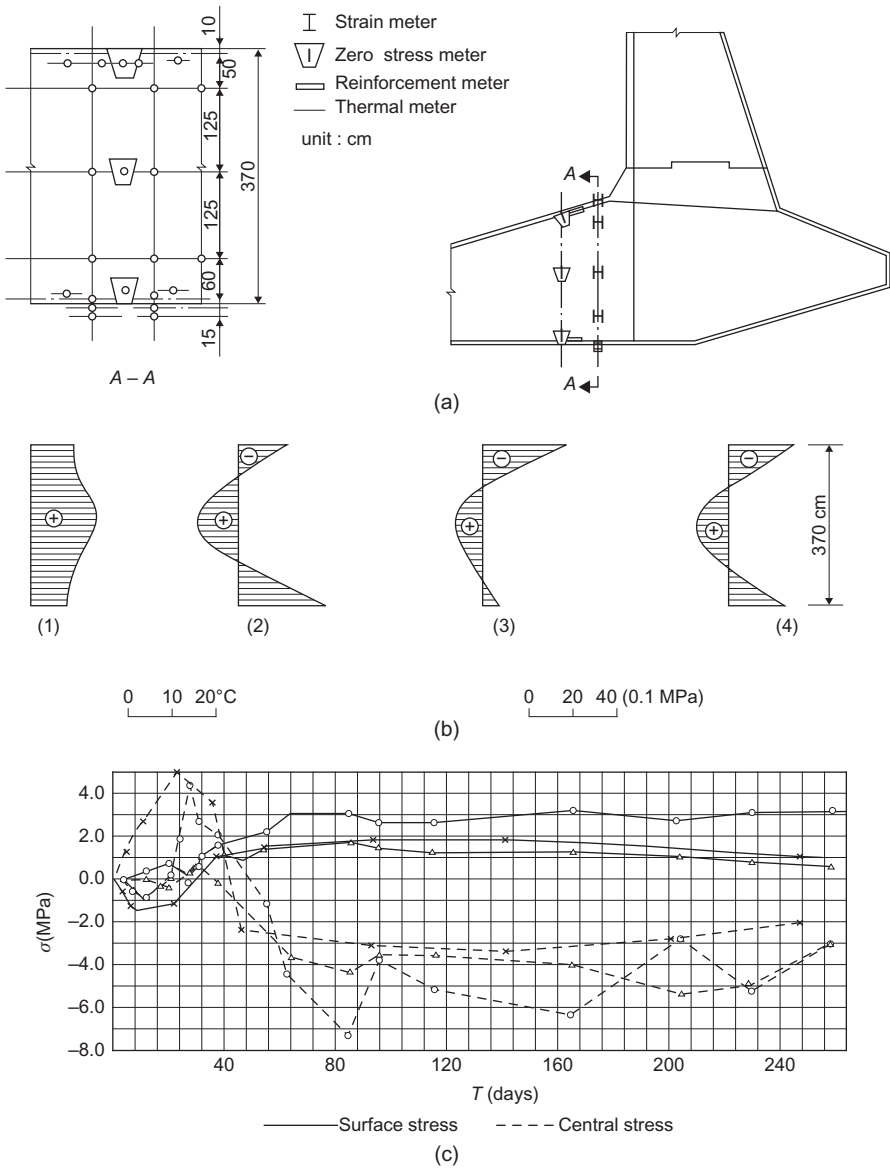 10
50
125
125
60
15
370
A – A
Strain meter
Zero stress meter
Reinforcement meter
Thermal meter
unit : cm
A
A
(a)
370 cm
(1) (2) (3) (4)
0 10 20°C
0 20 40 (0.1 MPa)
(b)
4.0
2.0
0.0
–2.0
–4.0
–6.0
–8.0
σ(MPa)
40 80 120 160 200 240
T (days)
Surface stress Central stress
(c)